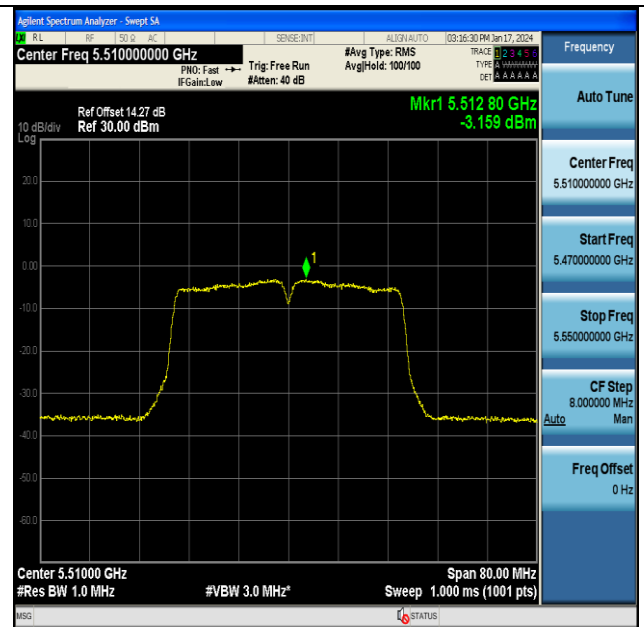 Agilent Spectrum Analyzer - Swept SA
LXI RL RF 50 Ω AC SENSE:INT ALIGNAUTO 03:16:30 PM Jan 17, 2024
Center Freq 5.510000000 GHz #Avg Type: RMS TRACE 1 2 3 4 5 6
PNO: Fast Trig: Free Run Avg|Hold: 100/100 TYPE A
IFGain:Low #Atten: 40 dB DET A A A A A A
Mkr1 5.512 80 GHz
-3.159 dBm
Ref Offset 14.27 dB
10 dB/div Ref 30.00 dBm
Log
20.0
10.0
0.00
-10.0
-20.0
-30.0
-40.0
-50.0
-60.0
1
Center 5.51000 GHz Span 80.00 MHz
#Res BW 1.0 MHz #VBW 3.0 MHz* Sweep 1.000 ms (1001 pts)
MSG STATUS
Frequency
Auto Tune
Center Freq
5.510000000 GHz
Start Freq
5.470000000 GHz
Stop Freq
5.550000000 GHz
CF Step
8.000000 MHz
Auto Man
Freq Offset
0 Hz